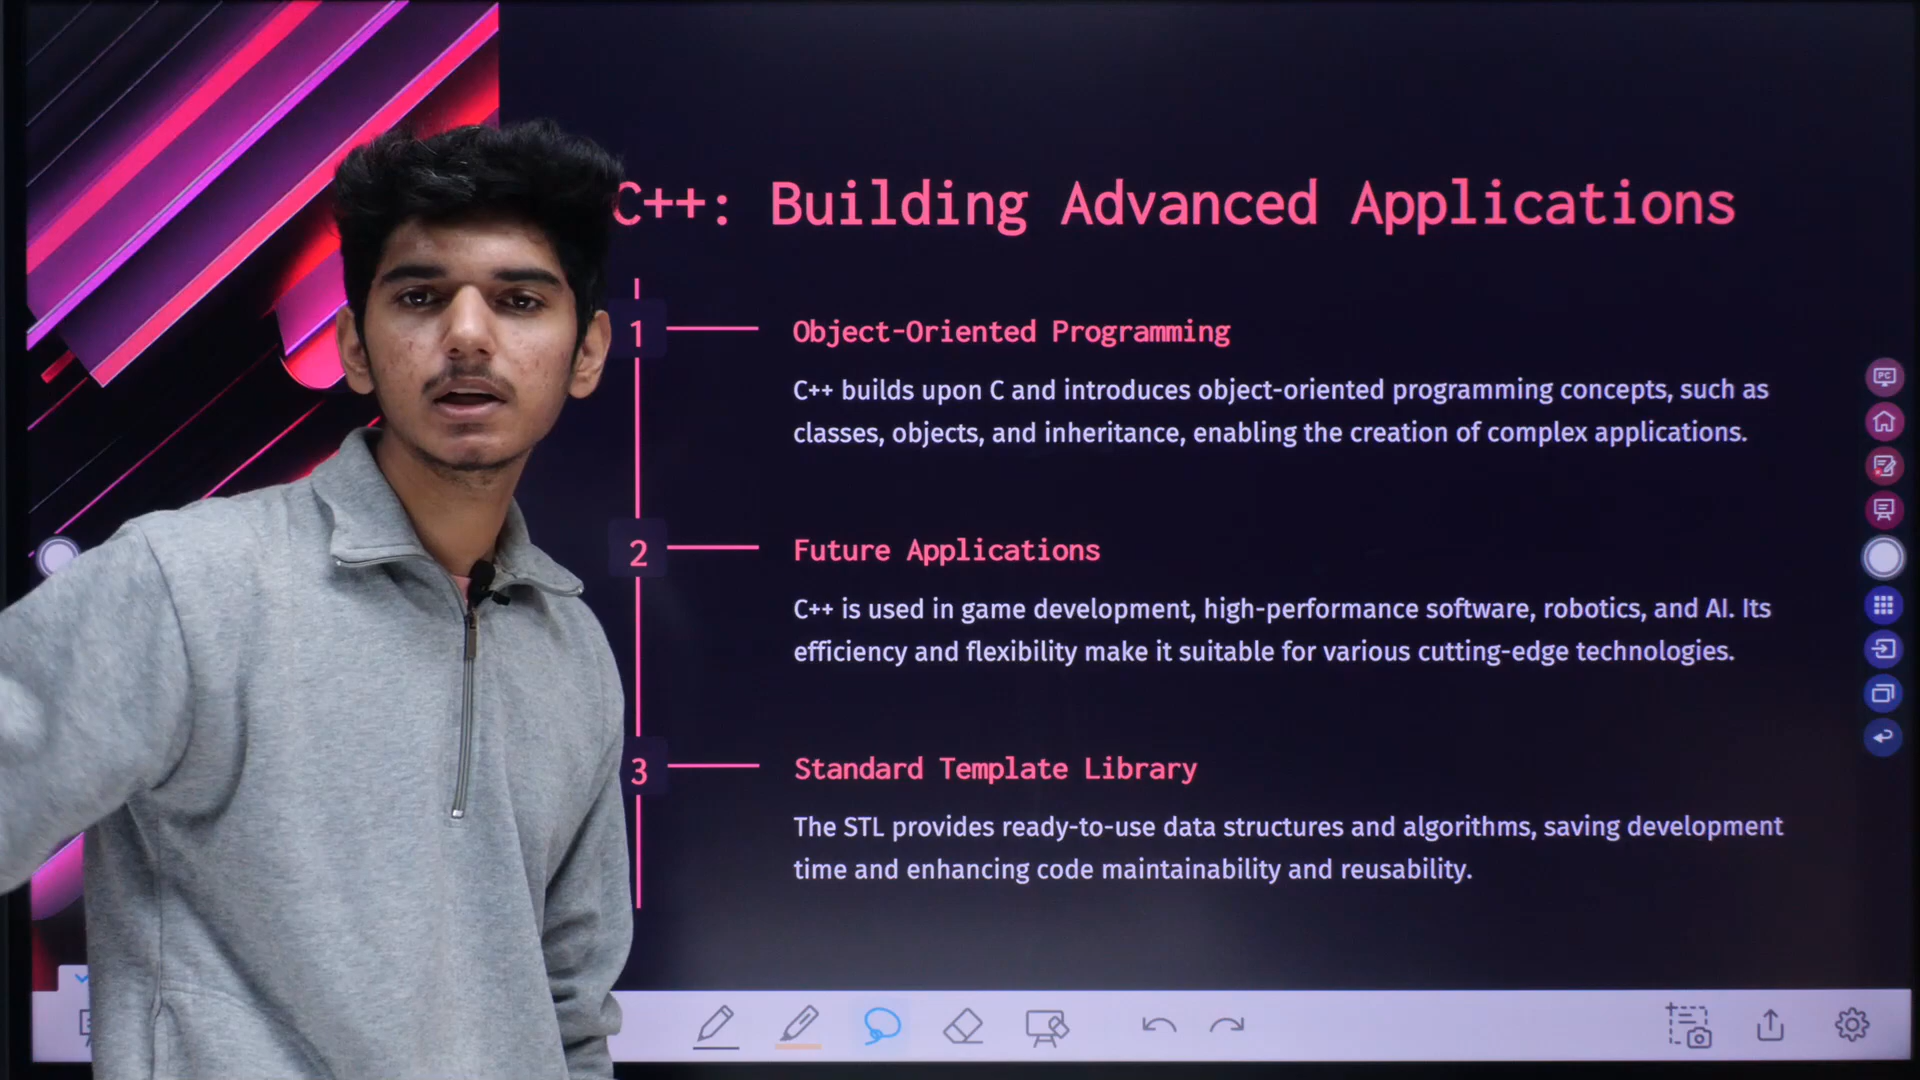 C++: Building Advanced Applications
1
Object-Oriented Programming
C++ builds upon C and introduces object-oriented programming concepts, such as
classes, objects, and inheritance, enabling the creation of complex applications.
2
Future Applications
C++ is used in game development, high-performance software, robotics, and AI. Its
efficiency and flexibility make it suitable for various cutting-edge technologies.
3
Standard Template Library
The STL provides ready-to-use data structures and algorithms, saving development
time and enhancing code maintainability and reusability.
PC